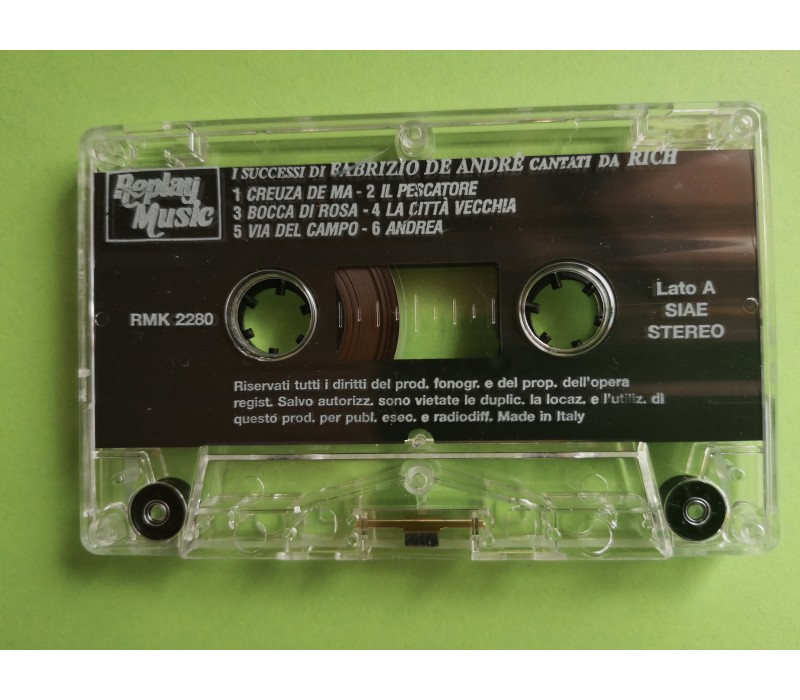 I SUCCESSI DI FABRIZIO DE ANDRÉ CANTATI DA RICH
Replay
Music
1 CREUZA DE MA - 2 IL PESCATORE
3 BOCCA DI ROSA - 4 LA CITTÀ VECCHIA
5 VIA DEL CAMPO - 6 ANDREA
RMK 2280
Lato A
SIAE
STEREO
Riservati tutti i diritti del prod. fonogr. e del prop. dell'opera
regist. Salvo autorizz. sono vietate le duplic. la locaz. e l'utiliz. di
questo prod. per publ. esec. e radiodiff. Made in Italy